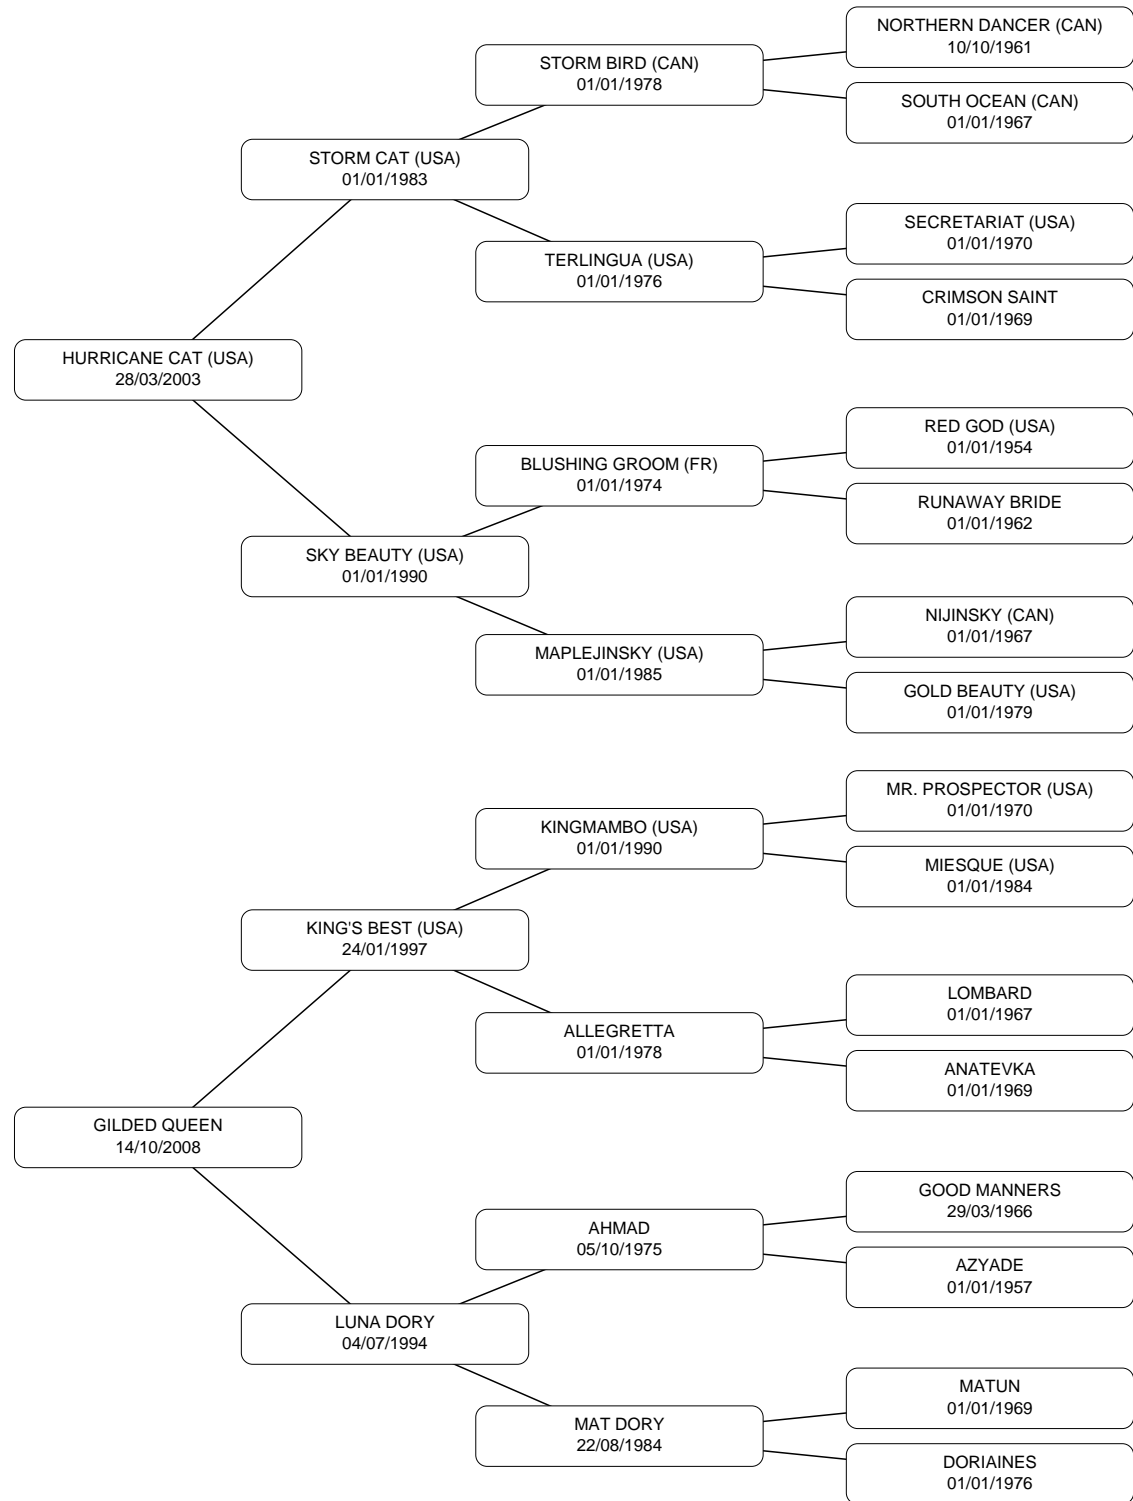 NORTHERN DANCER (CAN)
10/10/1961
STORM BIRD (CAN)
01/01/1978
SOUTH OCEAN (CAN)
01/01/1967
STORM CAT (USA)
01/01/1983
SECRETARIAT (USA)
01/01/1970
TERLINGUA (USA)
01/01/1976
CRIMSON SAINT
01/01/1969
HURRICANE CAT (USA)
28/03/2003
RED GOD (USA)
01/01/1954
BLUSHING GROOM (FR)
01/01/1974
RUNAWAY BRIDE
01/01/1962
SKY BEAUTY (USA)
01/01/1990
NIJINSKY (CAN)
01/01/1967
MAPLEJINSKY (USA)
01/01/1985
GOLD BEAUTY (USA)
01/01/1979
MR. PROSPECTOR (USA)
01/01/1970
KINGMAMBO (USA)
01/01/1990
MIESQUE (USA)
01/01/1984
KING'S BEST (USA)
24/01/1997
LOMBARD
01/01/1967
ALLEGRETTA
01/01/1978
ANATEVKA
01/01/1969
GILDED QUEEN
14/10/2008
GOOD MANNERS
29/03/1966
AHMAD
05/10/1975
AZYADE
01/01/1957
LUNA DORY
04/07/1994
MATUN
01/01/1969
MAT DORY
22/08/1984
DORIAINES
01/01/1976